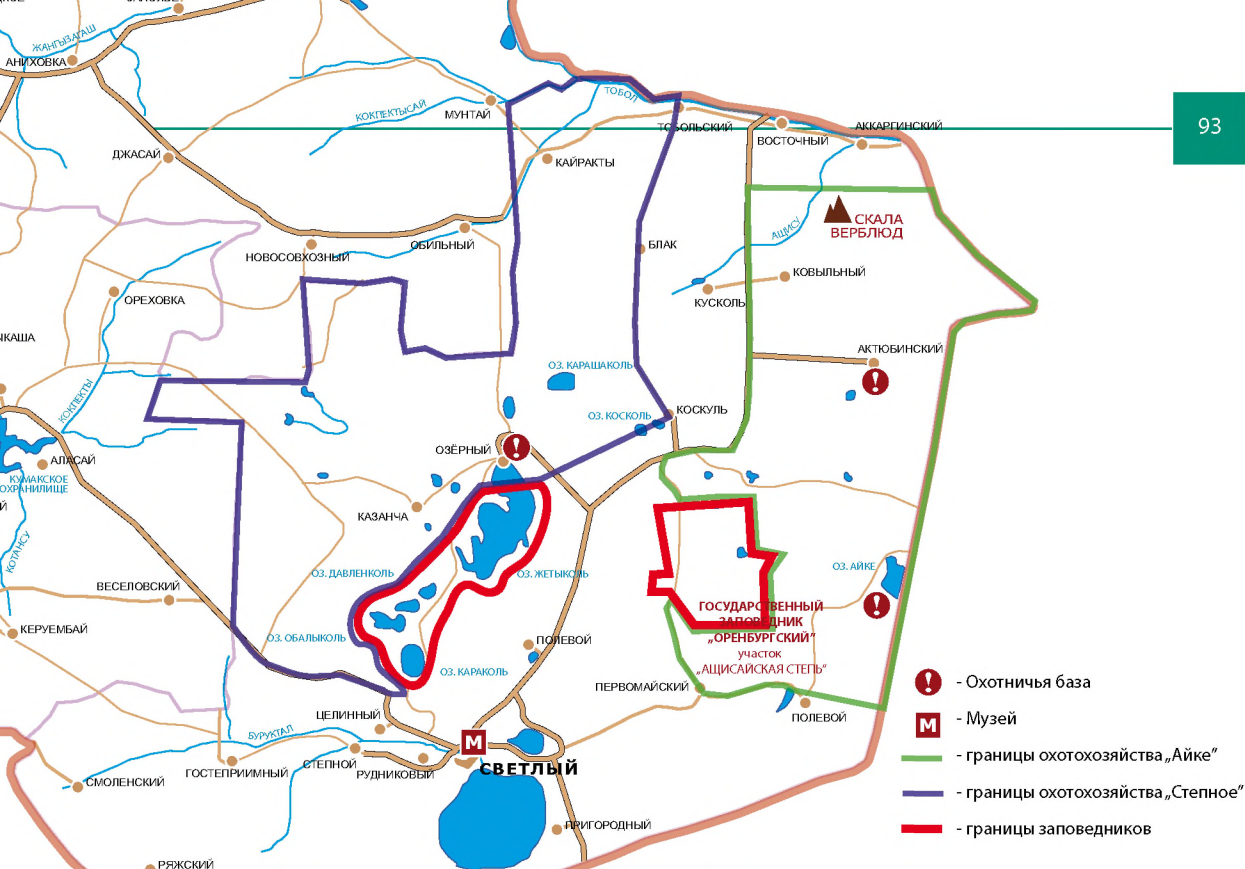 ЖАНГЫЗАГАШ
АНИХОВКА
ТОБОЛ
93
КОКПЕКТЫСАЙ
МУНТАЙ
ТОБОЛЬСКИЙ
АККАРГИНСКИЙ
ВОСТОЧНЫЙ
ДЖАСАЙ
КАЙРАКТЫ
СКАЛА
ВЕРБЛЮД
АЩИСУ
ОБИЛЬНЫЙ
БЛАК
НОВОСОВХОЗНЫЙ
КОВЫЛЬНЫЙ
ОРЕХОВКА
КУСКОЛЬ
ЫКАША
АКТЮБИНСКИЙ
ОЗ. КАРАШАКОЛЬ
КОКПЕКТЫ
ОЗ. КОСКОЛЬ
КОСКУЛЬ
ОЗЁРНЫЙ
АЛАСАЙ
КУМАКСКОЕ
ОХРАНИЛИЩЕ
Й
КАЗАНЧА
КОТАНСУ
ОЗ. ДАВЛЕНКОЛЬ
ОЗ. ЖЕТЫКОЛЬ
ОЗ. АЙКЕ
ВЕСЕЛОВСКИЙ
ГОСУДАРСТВЕННЫЙ
ЗАПОВЕДНИК
„ОРЕНБУРГСКИЙ"
участок
„АЩИСАЙСКАЯ СТЕПЬ"
КЕРУЕМБАЙ
ОЗ. ОБАЛЫКОЛЬ
ПОЛЕВОЙ
ОЗ. КАРАКОЛЬ
ПЕРВОМАЙСКИЙ
ПОЛЕВОЙ
ЦЕЛИННЫЙ
БУРУКТАЛ
СТЕПНОЙ
ГОСТЕПРИИМНЫЙ
РУДНИКОВЫЙ
М
СВЕТЛЫЙ
СМОЛЕНСКИЙ
ПРИГОРОДНЫЙ
РЯЖСКИЙ
! - Охотничья база
М - Музей
- границы охотохозяйства „Айке"
- границы охотохозяйства „Степное"
- границы заповедников